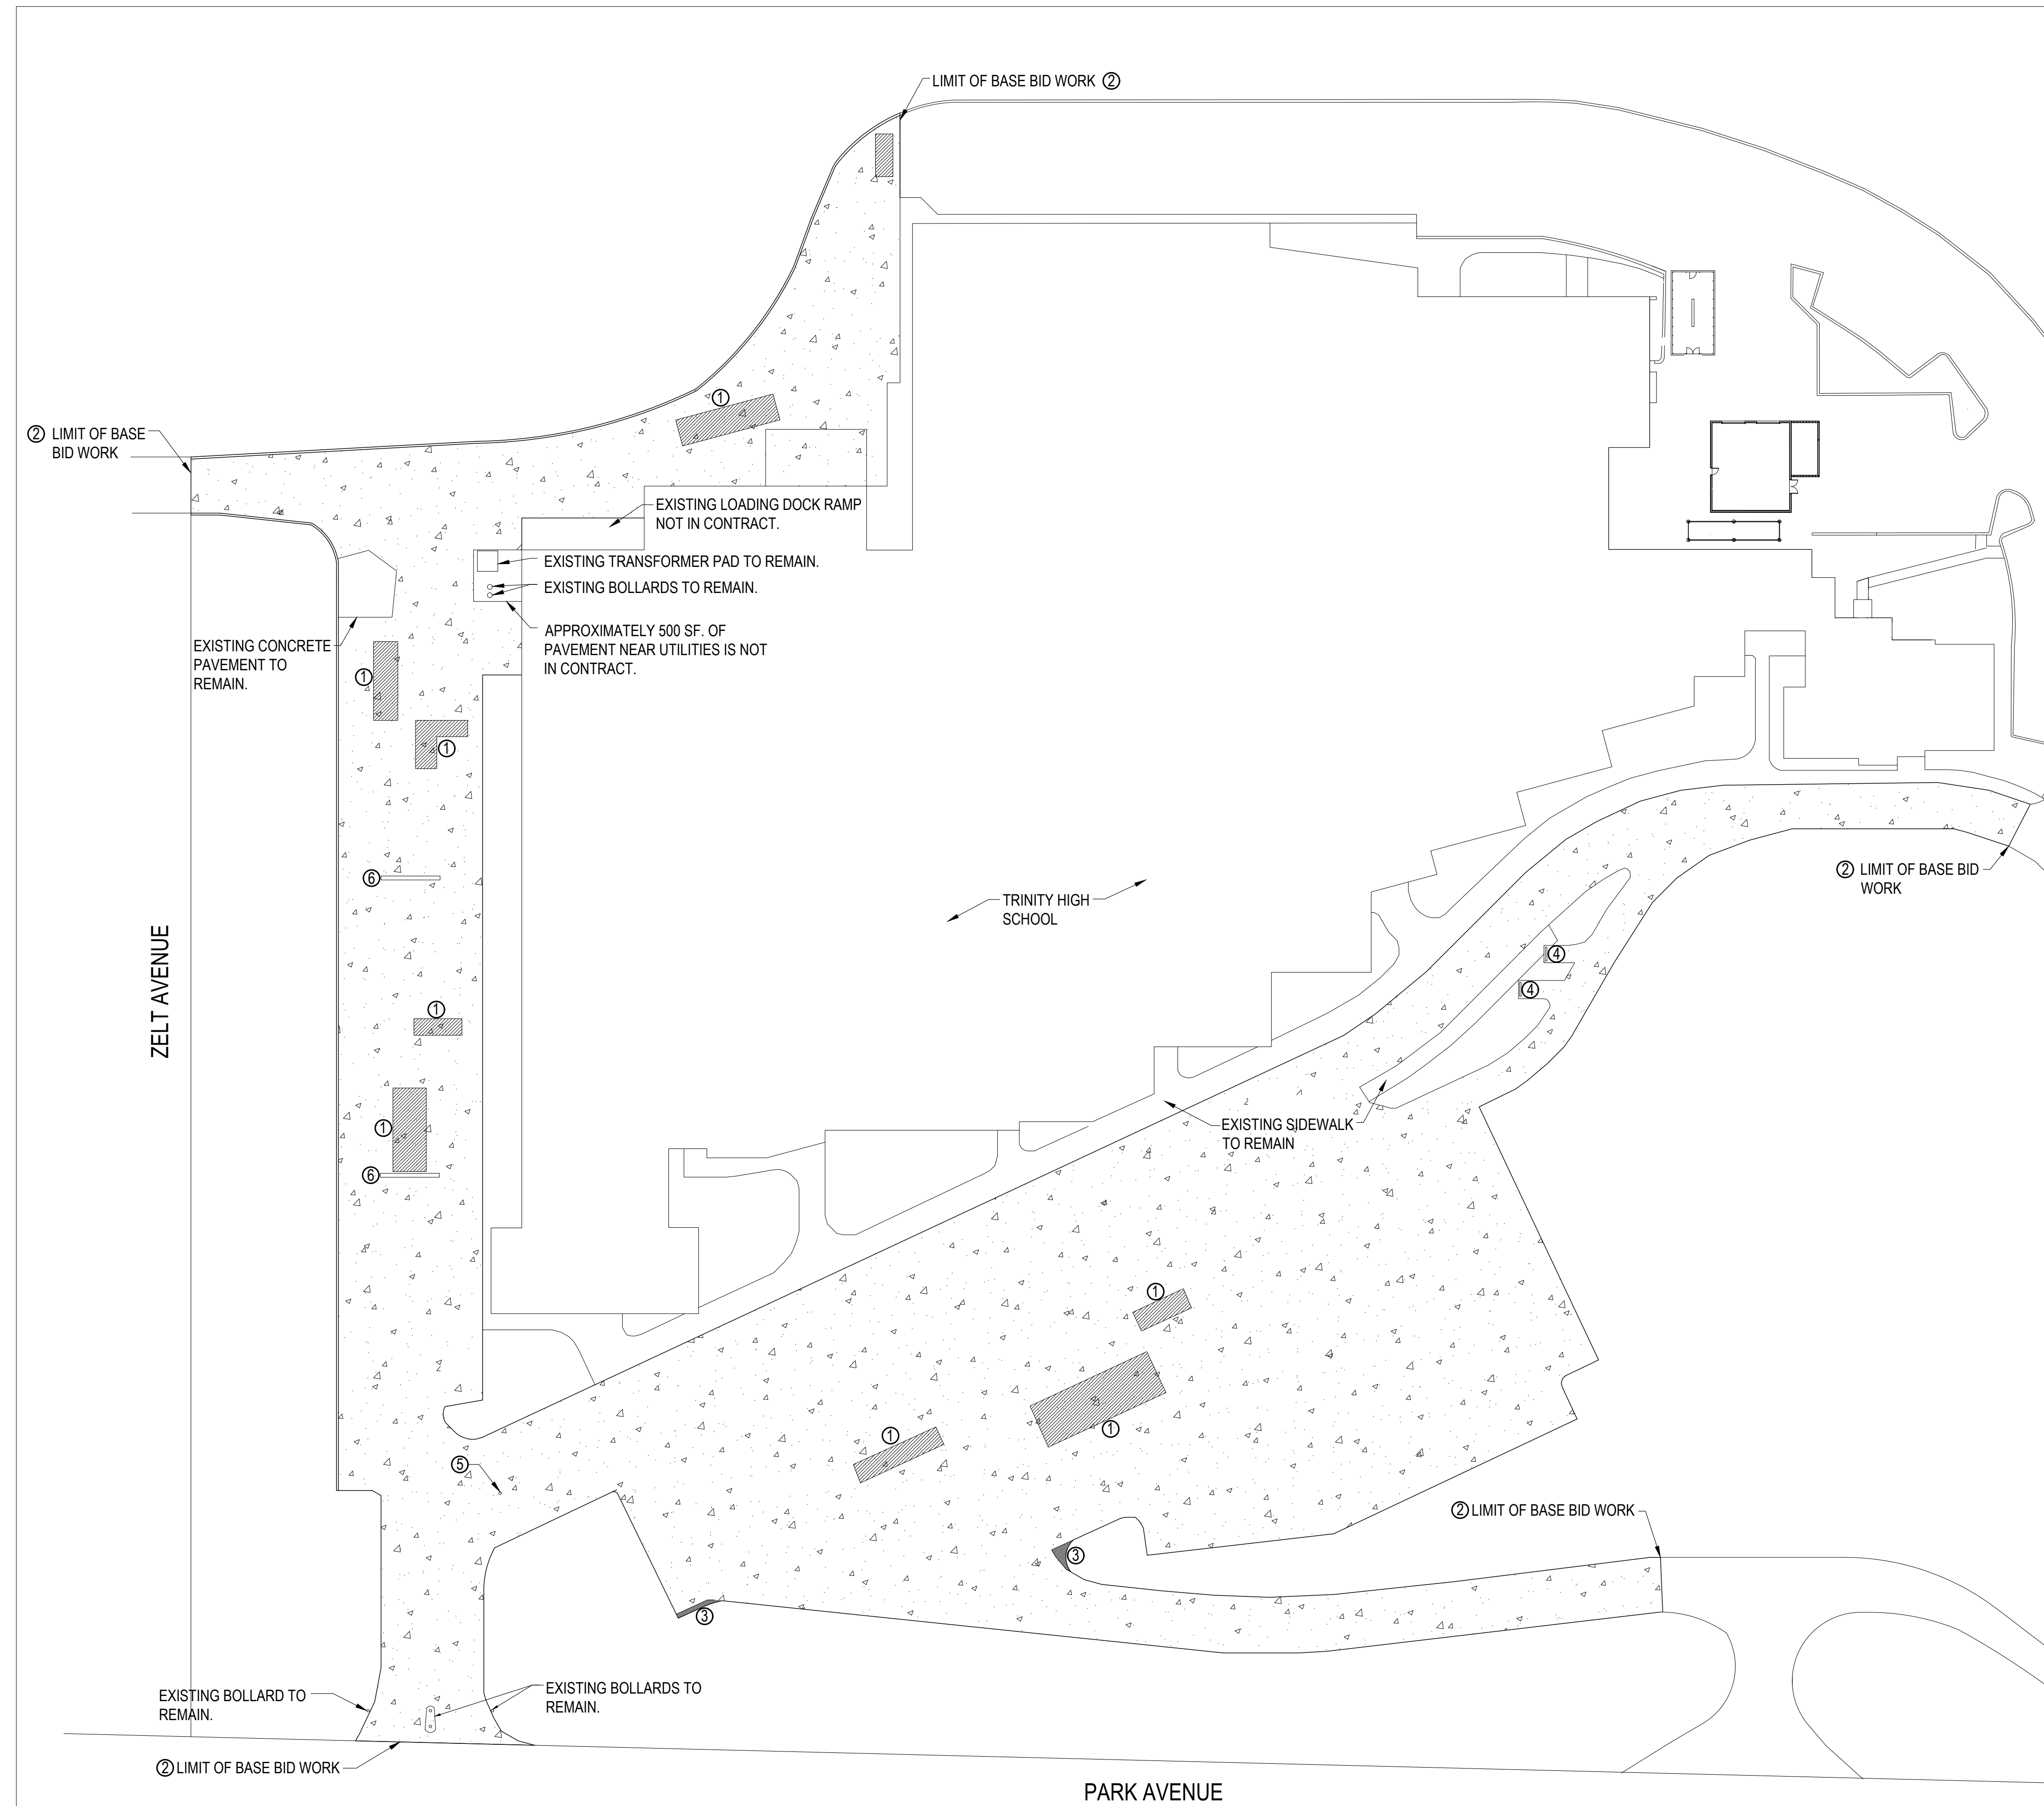 LIMIT OF BASE BID WORK ②
② LIMIT OF BASE
BID WORK
①
EXISTING LOADING DOCK RAMP
NOT IN CONTRACT.
EXISTING TRANSFORMER PAD TO REMAIN.
EXISTING BOLLARDS TO REMAIN.
APPROXIMATELY 500 SF. OF
PAVEMENT NEAR UTILITIES IS NOT
IN CONTRACT.
EXISTING CONCRETE
PAVEMENT TO
REMAIN.
①
①
⑥
② LIMIT OF BASE BID
WORK
TRINITY HIGH
SCHOOL
ZELT AVENUE
④
④
①
①
EXISTING SIDEWALK
TO REMAIN
⑥
①
①
①
⑤
② LIMIT OF BASE BID WORK
③
③
EXISTING BOLLARD TO
REMAIN.
EXISTING BOLLARDS TO
REMAIN.
② LIMIT OF BASE BID WORK
PARK AVENUE